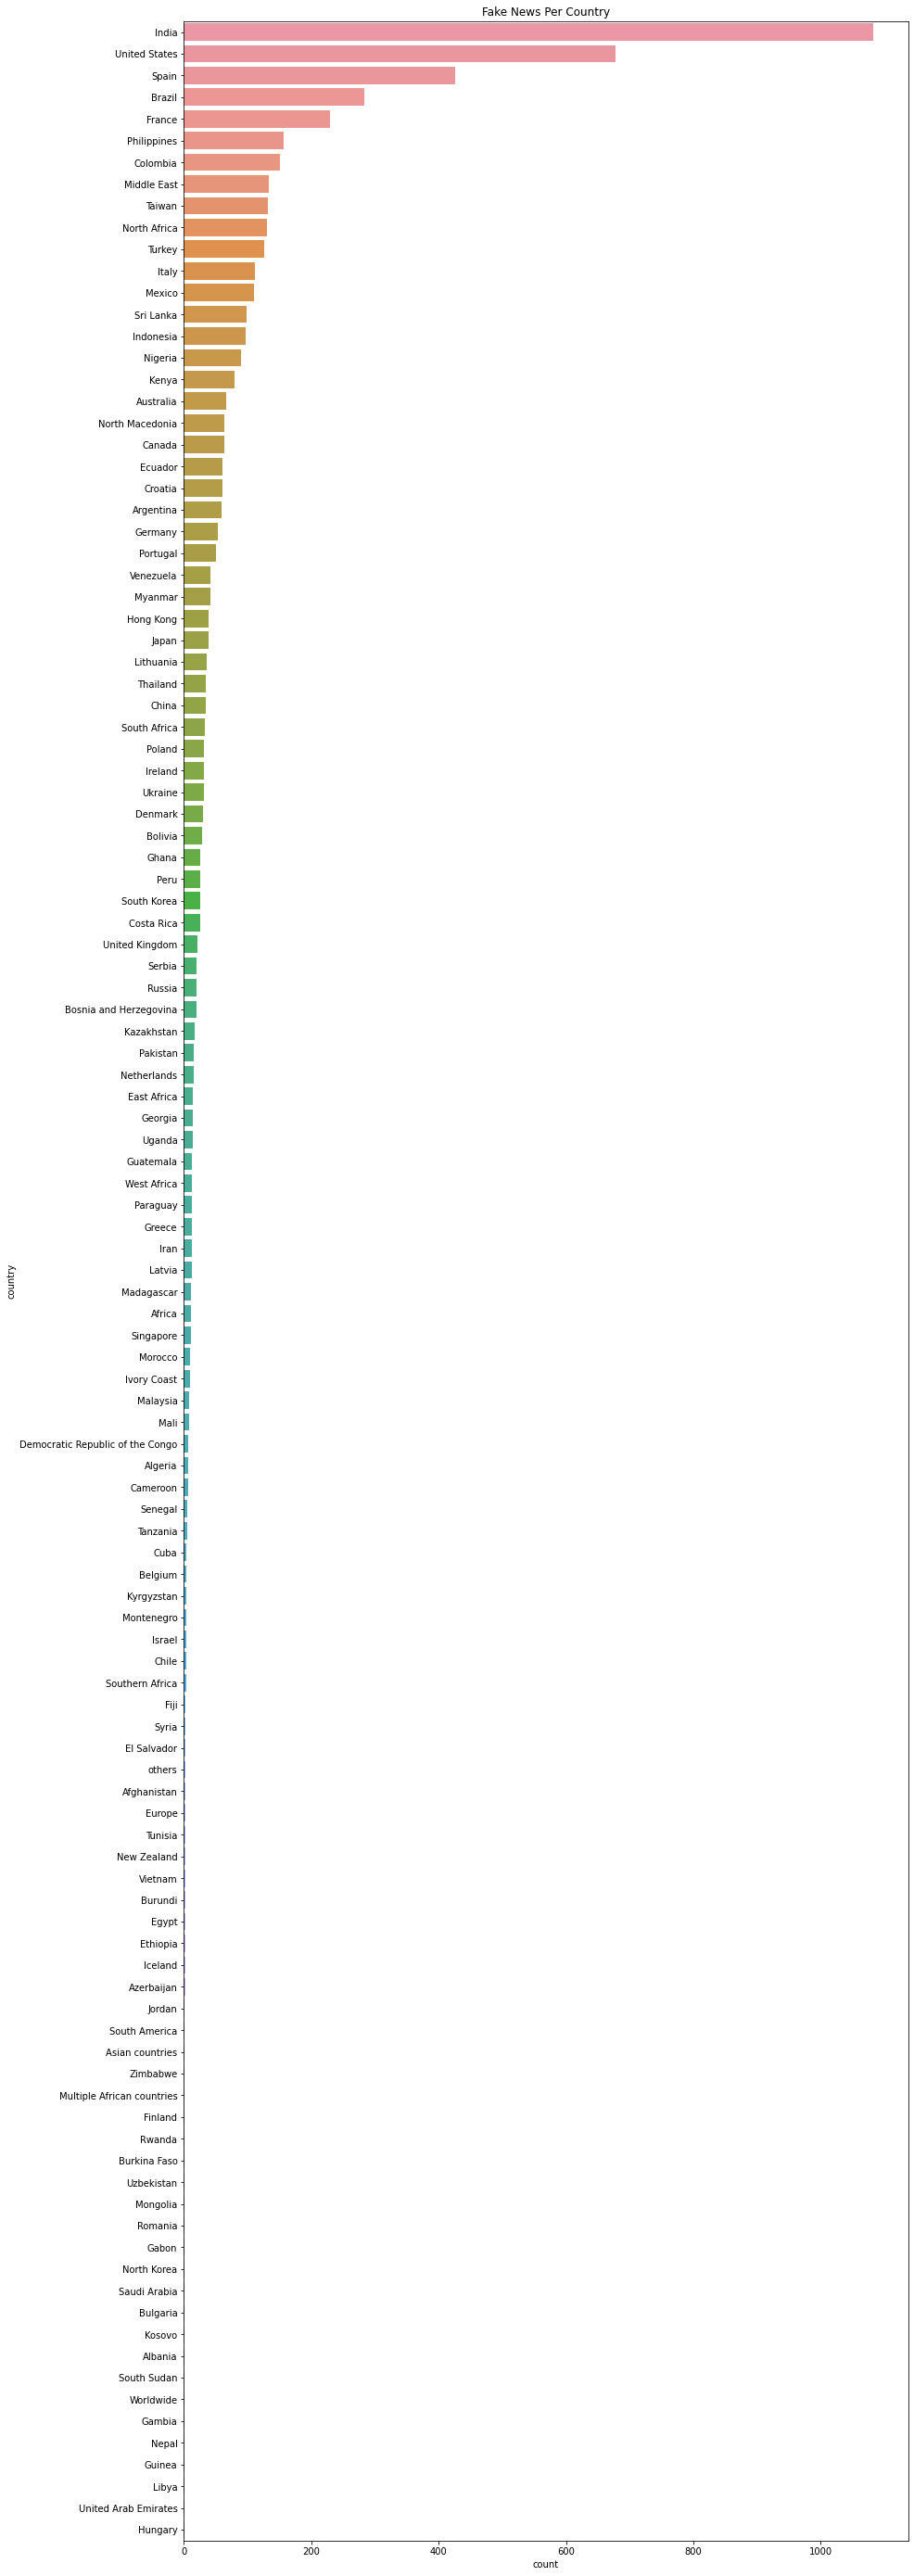 Fake News Per Country
India
United States
Spain
Brazil
France
Philippines
Colombia
Middle East
Taiwan
North Africa
Turkey
Italy
Mexico
Sri Lanka
Indonesia
Nigeria
Kenya
Australia
North Macedonia
Canada
Ecuador
Croatia
Argentina
Germany
Portugal
Venezuela
Myanmar
Hong Kong
Japan
Lithuania
Thailand
China
South Africa
Poland
Ireland
Ukraine
Denmark
Bolivia
Ghana
Peru
South Korea
Costa Rica
United Kingdom
Serbia
Russia
Bosnia and Herzegovina
Kazakhstan
Pakistan
Netherlands
East Africa
Georgia
Uganda
Guatemala
West Africa
Paraguay
Greece
Iran
Latvia
Madagascar
Africa
Singapore
Morocco
Ivory Coast
Malaysia
Mali
Democratic Republic of the Congo
Algeria
Cameroon
Senegal
Tanzania
Cuba
Belgium
Kyrgyzstan
Montenegro
Israel
Chile
Southern Africa
Fiji
Syria
El Salvador
others
Afghanistan
Europe
Tunisia
New Zealand
Vietnam
Burundi
Egypt
Ethiopia
Iceland
Azerbaijan
Jordan
South America
Asian countries
Zimbabwe
Multiple African countries
Finland
Rwanda
Burkina Faso
Uzbekistan
Mongolia
Romania
Gabon
North Korea
Saudi Arabia
Bulgaria
Kosovo
Albania
South Sudan
Worldwide
Gambia
Nepal
Guinea
Libya
United Arab Emirates
Hungary
country
0 200 400 600 800 1000
count